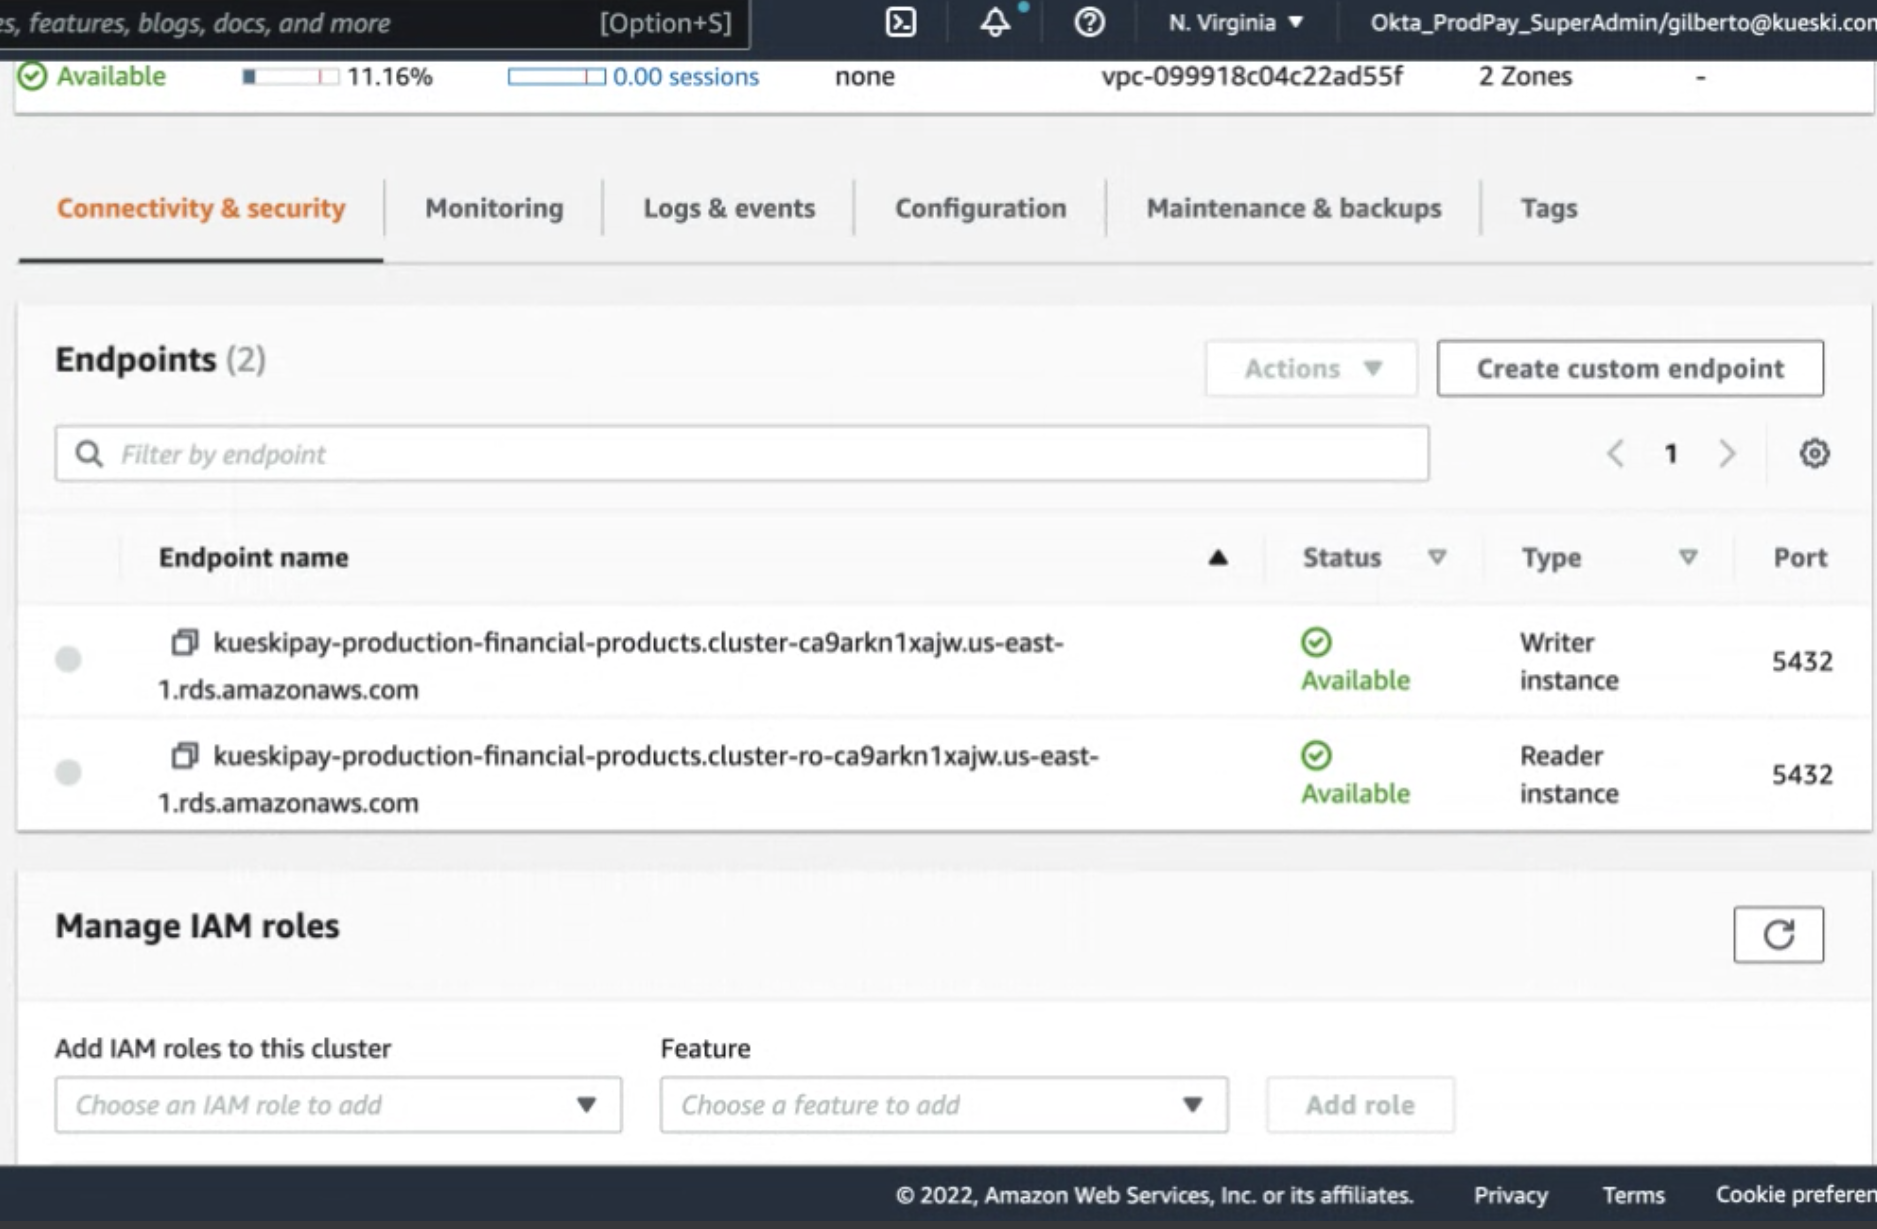 es, features, blogs, docs, and more [Option+S] N. Virginia ▼ Okta_ProdPay_SuperAdmin/gilberto@kueski.com
Available 11.16% 0.00 sessions none vpc-099918c04c22ad55f 2 Zones -
Connectivity & security Monitoring Logs & events Configuration Maintenance & backups Tags
Endpoints (2) Actions ▼ Create custom endpoint
Filter by endpoint 1
Endpoint name Status Type Port
kueskipay-production-financial-products.cluster-ca9arkn1xajw.us-east-
1.rds.amazonaws.com
Available
Writer
instance
5432
kueskipay-production-financial-products.cluster-ro-ca9arkn1xajw.us-east-
1.rds.amazonaws.com
Available
Reader
instance
5432
Manage IAM roles
Add IAM roles to this cluster Feature
Choose an IAM role to add Choose a feature to add Add role
© 2022, Amazon Web Services, Inc. or its affiliates. Privacy Terms Cookie preferen